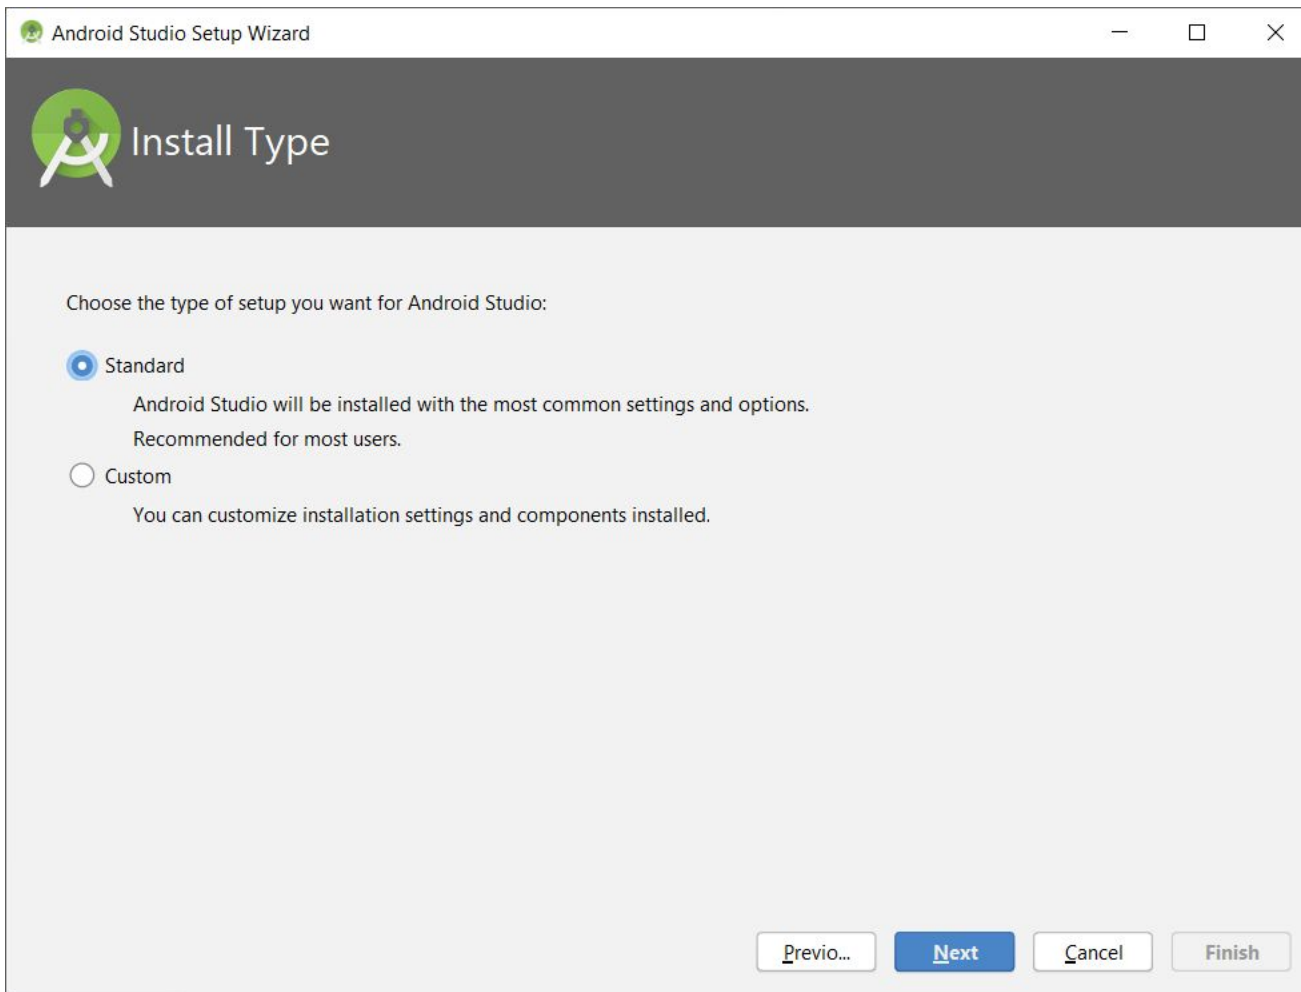 Android Studio Setup Wizard
Install Type
Choose the type of setup you want for Android Studio:
Standard
Android Studio will be installed with the most common settings and options.
Recommended for most users.
Custom
You can customize installation settings and components installed.
Previo... Next Cancel Finish